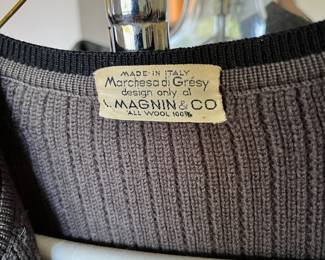 MADE IN ITALY
Marchesa di Grésy
design only at
I. MAGNIN & CO
ALL WOOL 100%